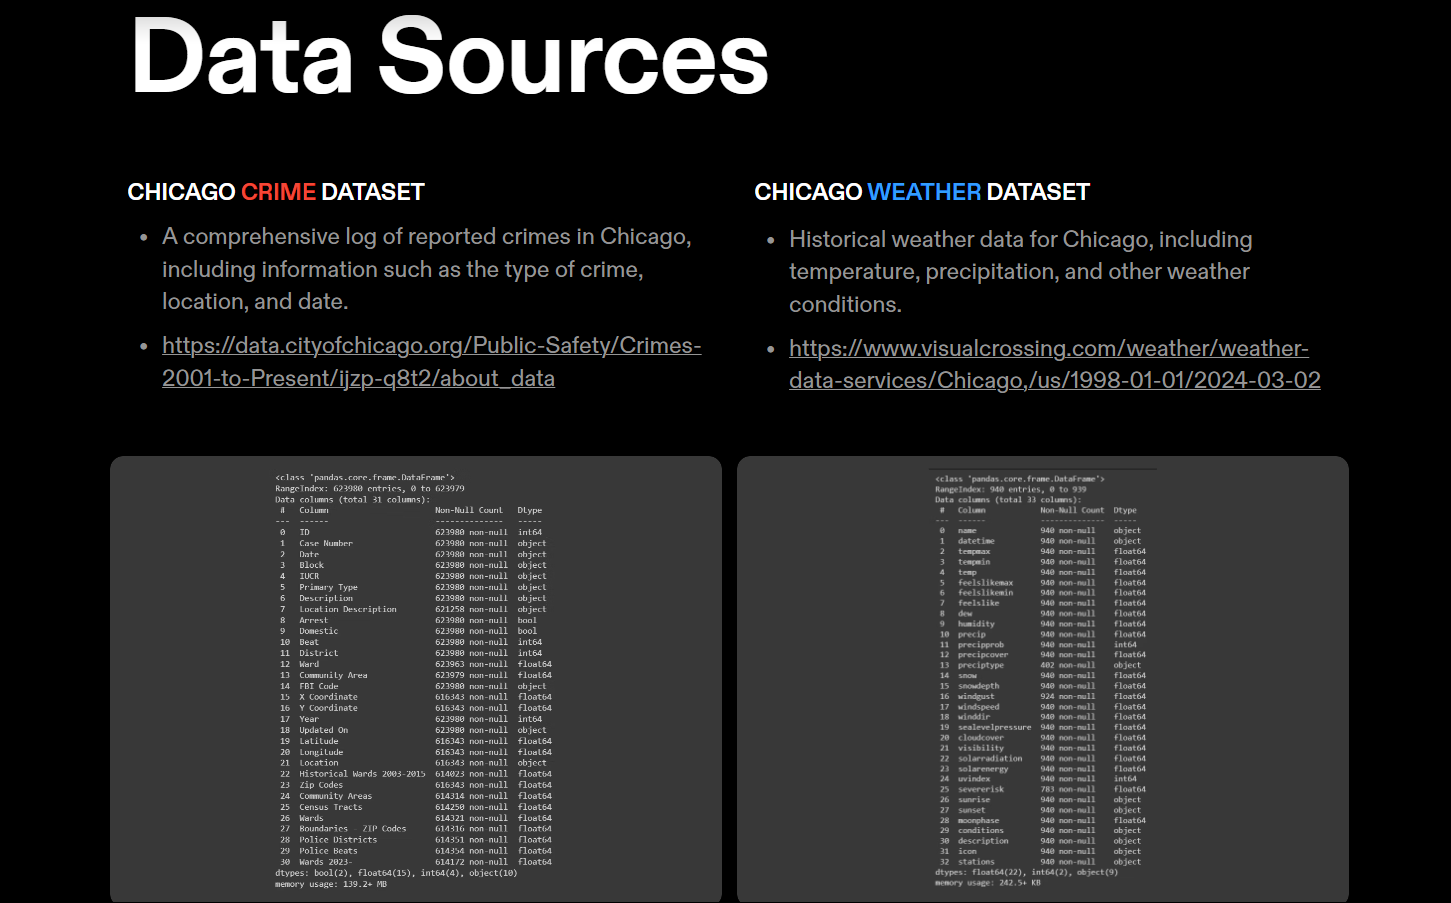 Data Sources
CHICAGO CRIME DATASET
• A comprehensive log of reported crimes in Chicago,
including information such as the type of crime,
location, and date.
• https://data.cityofchicago.org/Public-Safety/Crimes-
2001-to-Present/ijzp-q8t2/about_data
CHICAGO WEATHER DATASET
• Historical weather data for Chicago, including
temperature, precipitation, and other weather
conditions.
• https://www.visualcrossing.com/weather/weather-
data-services/Chicago,/us/1998-01-01/2024-03-02
<class 'pandas.core.frame.DataFrame'>
RangeIndex: 623980 entries, 0 to 623979
Data columns (total 31 columns):
# Column Non-Null Count Dtype
--- ------ -------------- -----
0 ID 623980 non-null int64
1 Case Number 623980 non-null object
2 Date 623980 non-null object
3 Block 623980 non-null object
4 IUCR 623980 non-null object
5 Primary Type 623980 non-null object
6 Description 623980 non-null object
7 Location Description 621258 non-null object
8 Arrest 623980 non-null bool
9 Domestic 623980 non-null bool
10 Beat 623980 non-null int64
11 District 623980 non-null int64
12 Ward 623963 non-null float64
13 Community Area 623979 non-null float64
14 FBI Code 623980 non-null object
15 X Coordinate 616343 non-null float64
16 Y Coordinate 616343 non-null float64
17 Year 623980 non-null int64
18 Updated On 623980 non-null object
19 Latitude 616343 non-null float64
20 Longitude 616343 non-null float64
21 Location 616343 non-null object
22 Historical Wards 2003-2015 614023 non-null float64
23 Zip Codes 616343 non-null float64
24 Community Areas 614314 non-null float64
25 Census Tracts 614250 non-null float64
26 Wards 614321 non-null float64
27 Boundaries - ZIP Codes 614316 non-null float64
28 Police Districts 614351 non-null float64
29 Police Beats 614354 non-null float64
30 Wards 2023- 614172 non-null float64
dtypes: bool(2), float64(15), int64(4), object(10)
memory usage: 139.2+ MB
<class 'pandas.core.frame.DataFrame'>
RangeIndex: 940 entries, 0 to 939
Data columns (total 33 columns):
# Column Non-Null Count Dtype
--- ------ -------------- -----
0 name 940 non-null object
1 datetime 940 non-null object
2 tempmax 940 non-null float64
3 tempmin 940 non-null float64
4 temp 940 non-null float64
5 feelslikemax 940 non-null float64
6 feelslikemin 940 non-null float64
7 feelslike 940 non-null float64
8 dew 940 non-null float64
9 humidity 940 non-null float64
10 precip 940 non-null float64
11 precipprob 940 non-null int64
12 precipcover 940 non-null float64
13 preciptype 402 non-null object
14 snow 940 non-null float64
15 snowdepth 940 non-null float64
16 windgust 924 non-null float64
17 windspeed 940 non-null float64
18 winddir 940 non-null float64
19 sealevelpressure 940 non-null float64
20 cloudcover 940 non-null float64
21 visibility 940 non-null float64
22 solarradiation 940 non-null float64
23 solarenergy 940 non-null float64
24 uvindex 940 non-null int64
25 severerisk 783 non-null float64
26 sunrise 940 non-null object
27 sunset 940 non-null object
28 moonphase 940 non-null float64
29 conditions 940 non-null object
30 description 940 non-null object
31 icon 940 non-null object
32 stations 940 non-null object
dtypes: float64(22), int64(2), object(9)
memory usage: 242.5+ KB